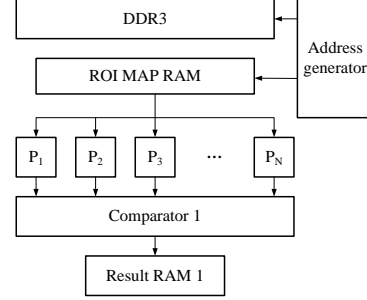 DDR3
Address
generator
ROI MAP RAM
P1 P2 P3 ... PN
Comparator 1
Result RAM 1